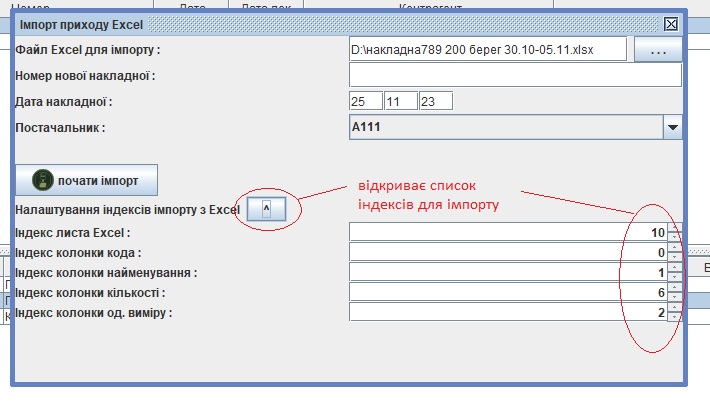 Номер Дата Дата док. Контрагент
Імпорт приходу Excel
Файл Excel для імпорту : D:\накладна789 200 берег 30.10-05.11.xlsx ...
Номер нової накладної :
Дата накладної : 25 11 23
Постачальник : А111
почати імпорт
відкриває список
індексів для імпорту
Налаштування індексів імпорту з Excel ^
Індекс листа Excel : 10
Індекс колонки кода : 0
Індекс колонки найменування : 1
Індекс колонки кількості : 6
Індекс колонки од. виміру : 2